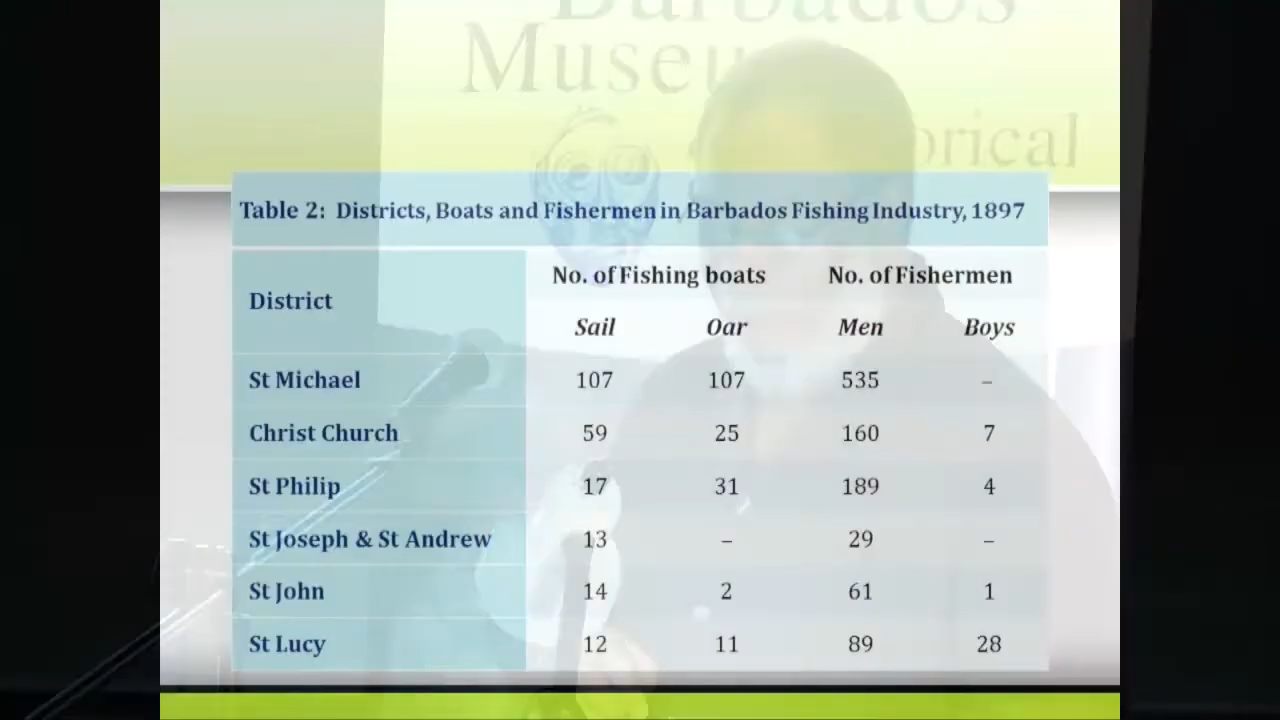 Barbados
Museu
orical
Table 2: Districts, Boats and Fishermen in Barbados Fishing Industry, 1897
District No. of Fishing boats No. of Fishermen
Sail Oar Men Boys
St Michael 107 107 535 –
Christ Church 59 25 160 7
St Philip 17 31 189 4
St Joseph & St Andrew 13 – 29 –
St John 14 2 61 1
St Lucy 12 11 89 28